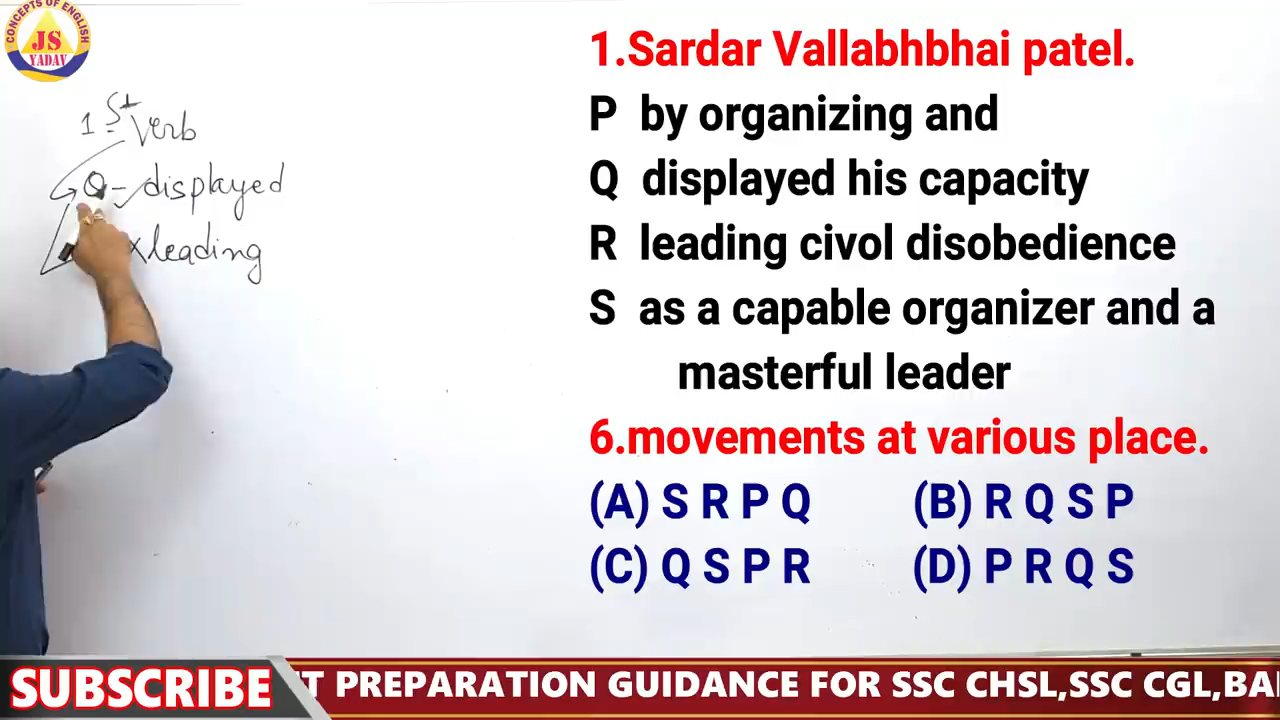 CONCEPTS OF ENGLISH
JS
YADAV
1st Verb
Q - displayed
x leading
1.Sardar Vallabhbhai patel.
P by organizing and
Q displayed his capacity
R leading civol disobedience
S as a capable organizer and a
masterful leader
6.movements at various place.
(A) S R P Q (B) R Q S P
(C) Q S P R (D) P R Q S
SUBSCRIBE
T PREPARATION GUIDANCE FOR SSC CHSL,SSC CGL,BA